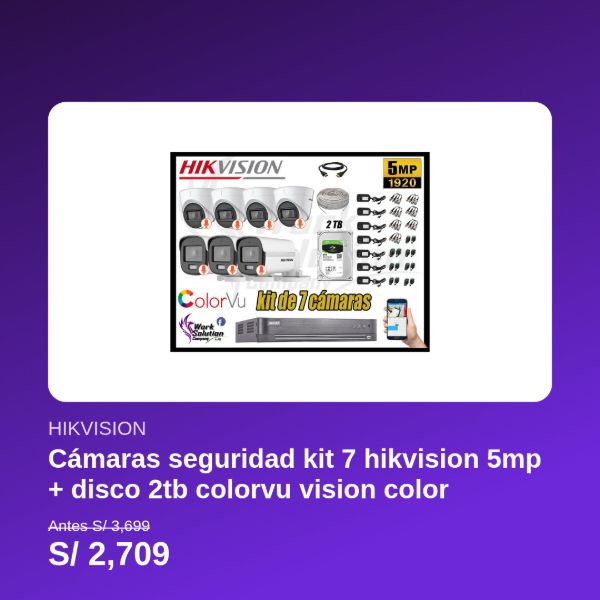 HIKVISION
5MP
1920
2 TB
ColorVu
kit de 7 cámaras
Work
Solution
Company
HIKVISION
Cámaras seguridad kit 7 hikvision 5mp
+ disco 2tb colorvu vision color
Antes S/ 3,699
S/ 2,709